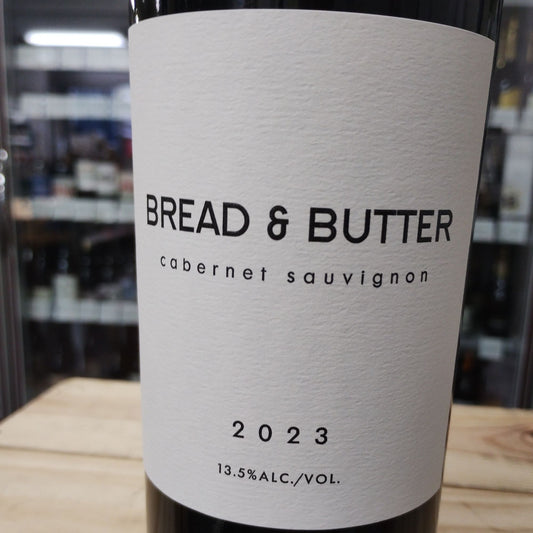 BREAD & BUTTER
cabernet sauvignon
2023
13.5%ALC./VOL.